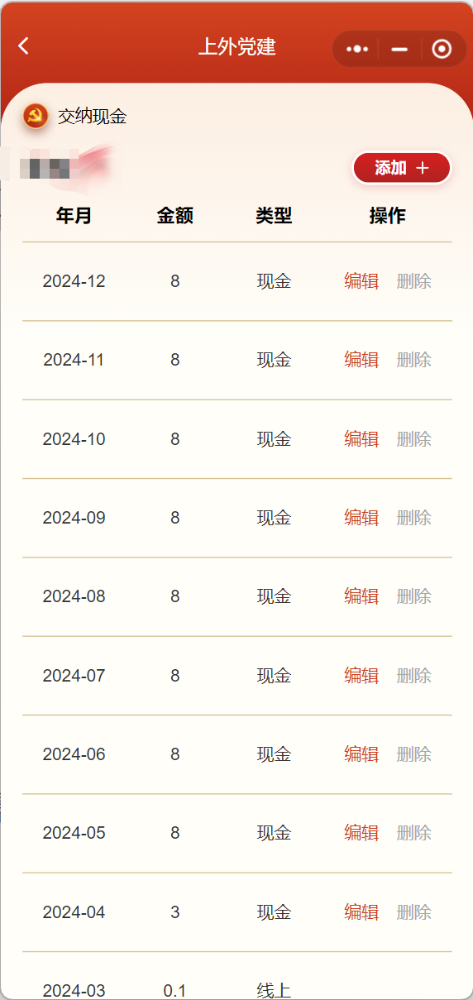 上外党建
交纳现金
添加 ＋
年月 金额 类型 操作
2024-12 8 现金 编辑 删除
2024-11 8 现金 编辑 删除
2024-10 8 现金 编辑 删除
2024-09 8 现金 编辑 删除
2024-08 8 现金 编辑 删除
2024-07 8 现金 编辑 删除
2024-06 8 现金 编辑 删除
2024-05 8 现金 编辑 删除
2024-04 3 现金 编辑 删除
2024-03 0.1 线上